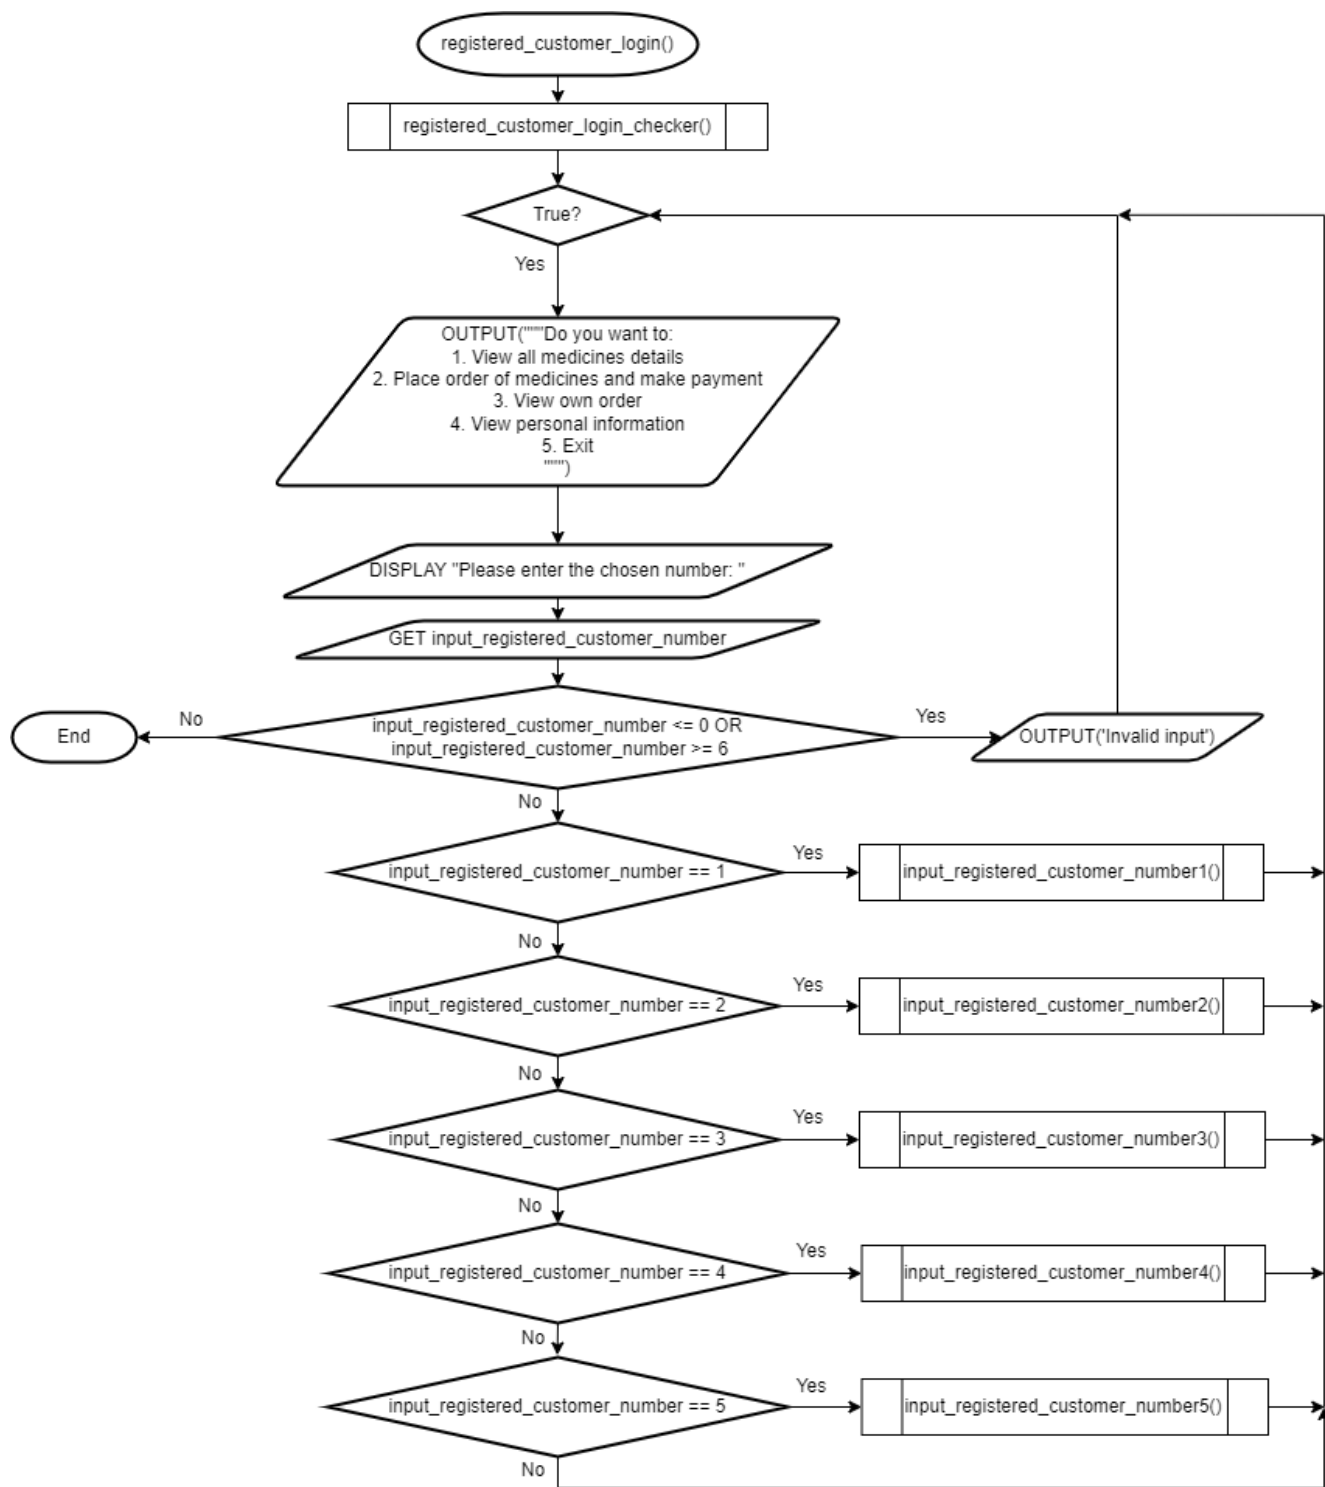 registered_customer_login()
registered_customer_login_checker()
True?
Yes
OUTPUT("""Do you want to:
1. View all medicines details
2. Place order of medicines and make payment
3. View own order
4. View personal information
5. Exit
""")
DISPLAY "Please enter the chosen number: "
GET input_registered_customer_number
End
No
input_registered_customer_number <= 0 OR
input_registered_customer_number >= 6
Yes
OUTPUT('Invalid input')
No
input_registered_customer_number == 1
Yes
input_registered_customer_number1()
No
input_registered_customer_number == 2
Yes
input_registered_customer_number2()
No
input_registered_customer_number == 3
Yes
input_registered_customer_number3()
No
input_registered_customer_number == 4
Yes
input_registered_customer_number4()
No
input_registered_customer_number == 5
Yes
input_registered_customer_number5()
No